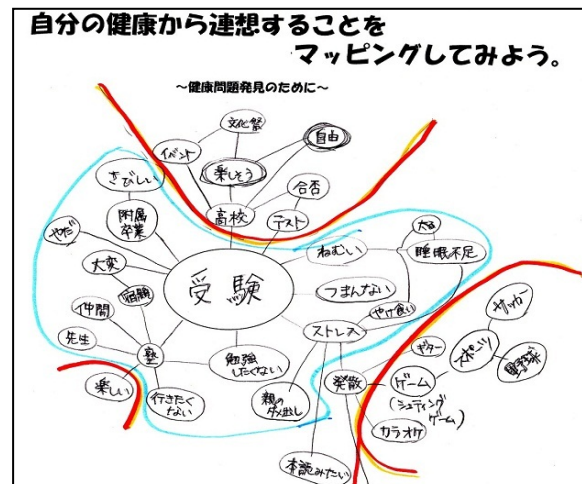 自分の健康から連想することを
マッピングしてみよう。
～健康問題発見のために～
文化祭
自由
イベント
楽しそう
さびしい
合否
高校
テスト
附属
卒業
やだ
ねむい
睡眠不足
大変
受験
つまんない
宿題
仲間
やけ食い
ストレス
サッカー
先生
塾
勉強
したくない
ギター
スポーツ
野球
発散
ゲーム
(シューティング
ゲーム)
楽しい
行きたく
ない
親の
ダメ出し
カラオケ
本読みたい